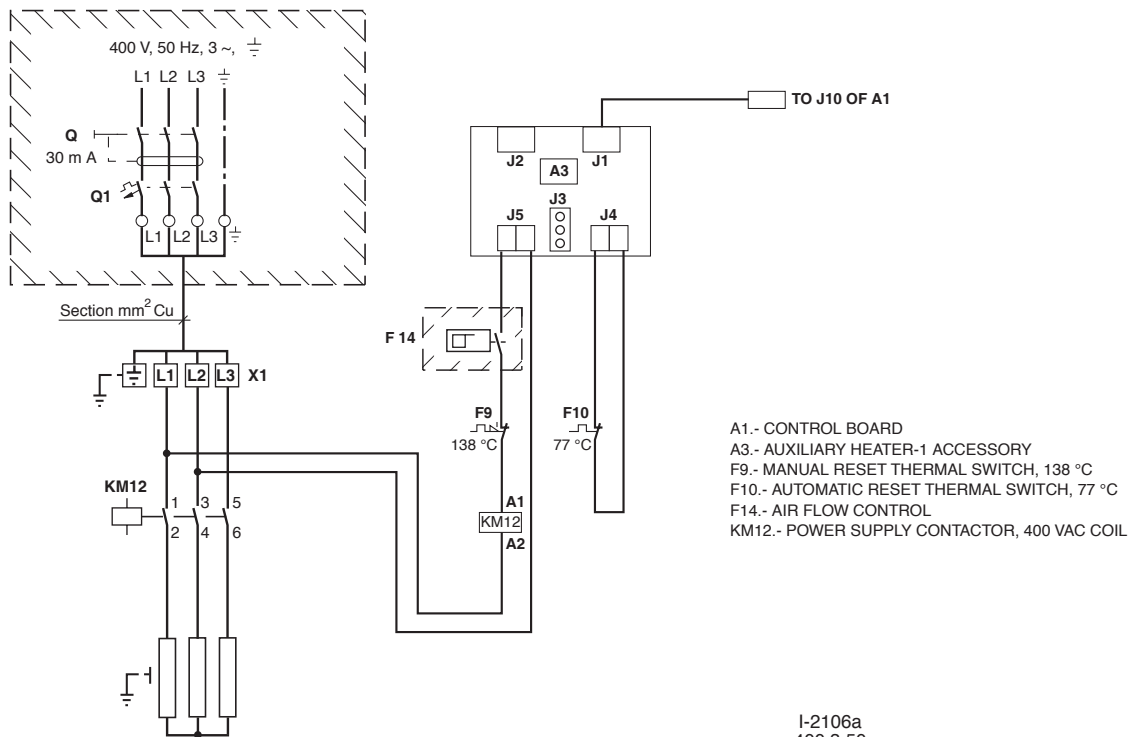 400 V, 50 Hz, 3 ~,
L1 L2 L3
Q
30 m A
Q1
L1 L2 L3
Section mm² Cu
L1 L2 L3 X1
KM12
1 3 5
2 4 6
TO J10 OF A1
J2 J1
A3
J3
J5 J4
F 14
F9
138 °C
F10
77 °C
A1
KM12
A2
A1.- CONTROL BOARD
A3.- AUXILIARY HEATER-1 ACCESSORY
F9.- MANUAL RESET THERMAL SWITCH, 138 °C
F10.- AUTOMATIC RESET THERMAL SWITCH, 77 °C
F14.- AIR FLOW CONTROL
KM12.- POWER SUPPLY CONTACTOR, 400 VAC COIL
I-2106a